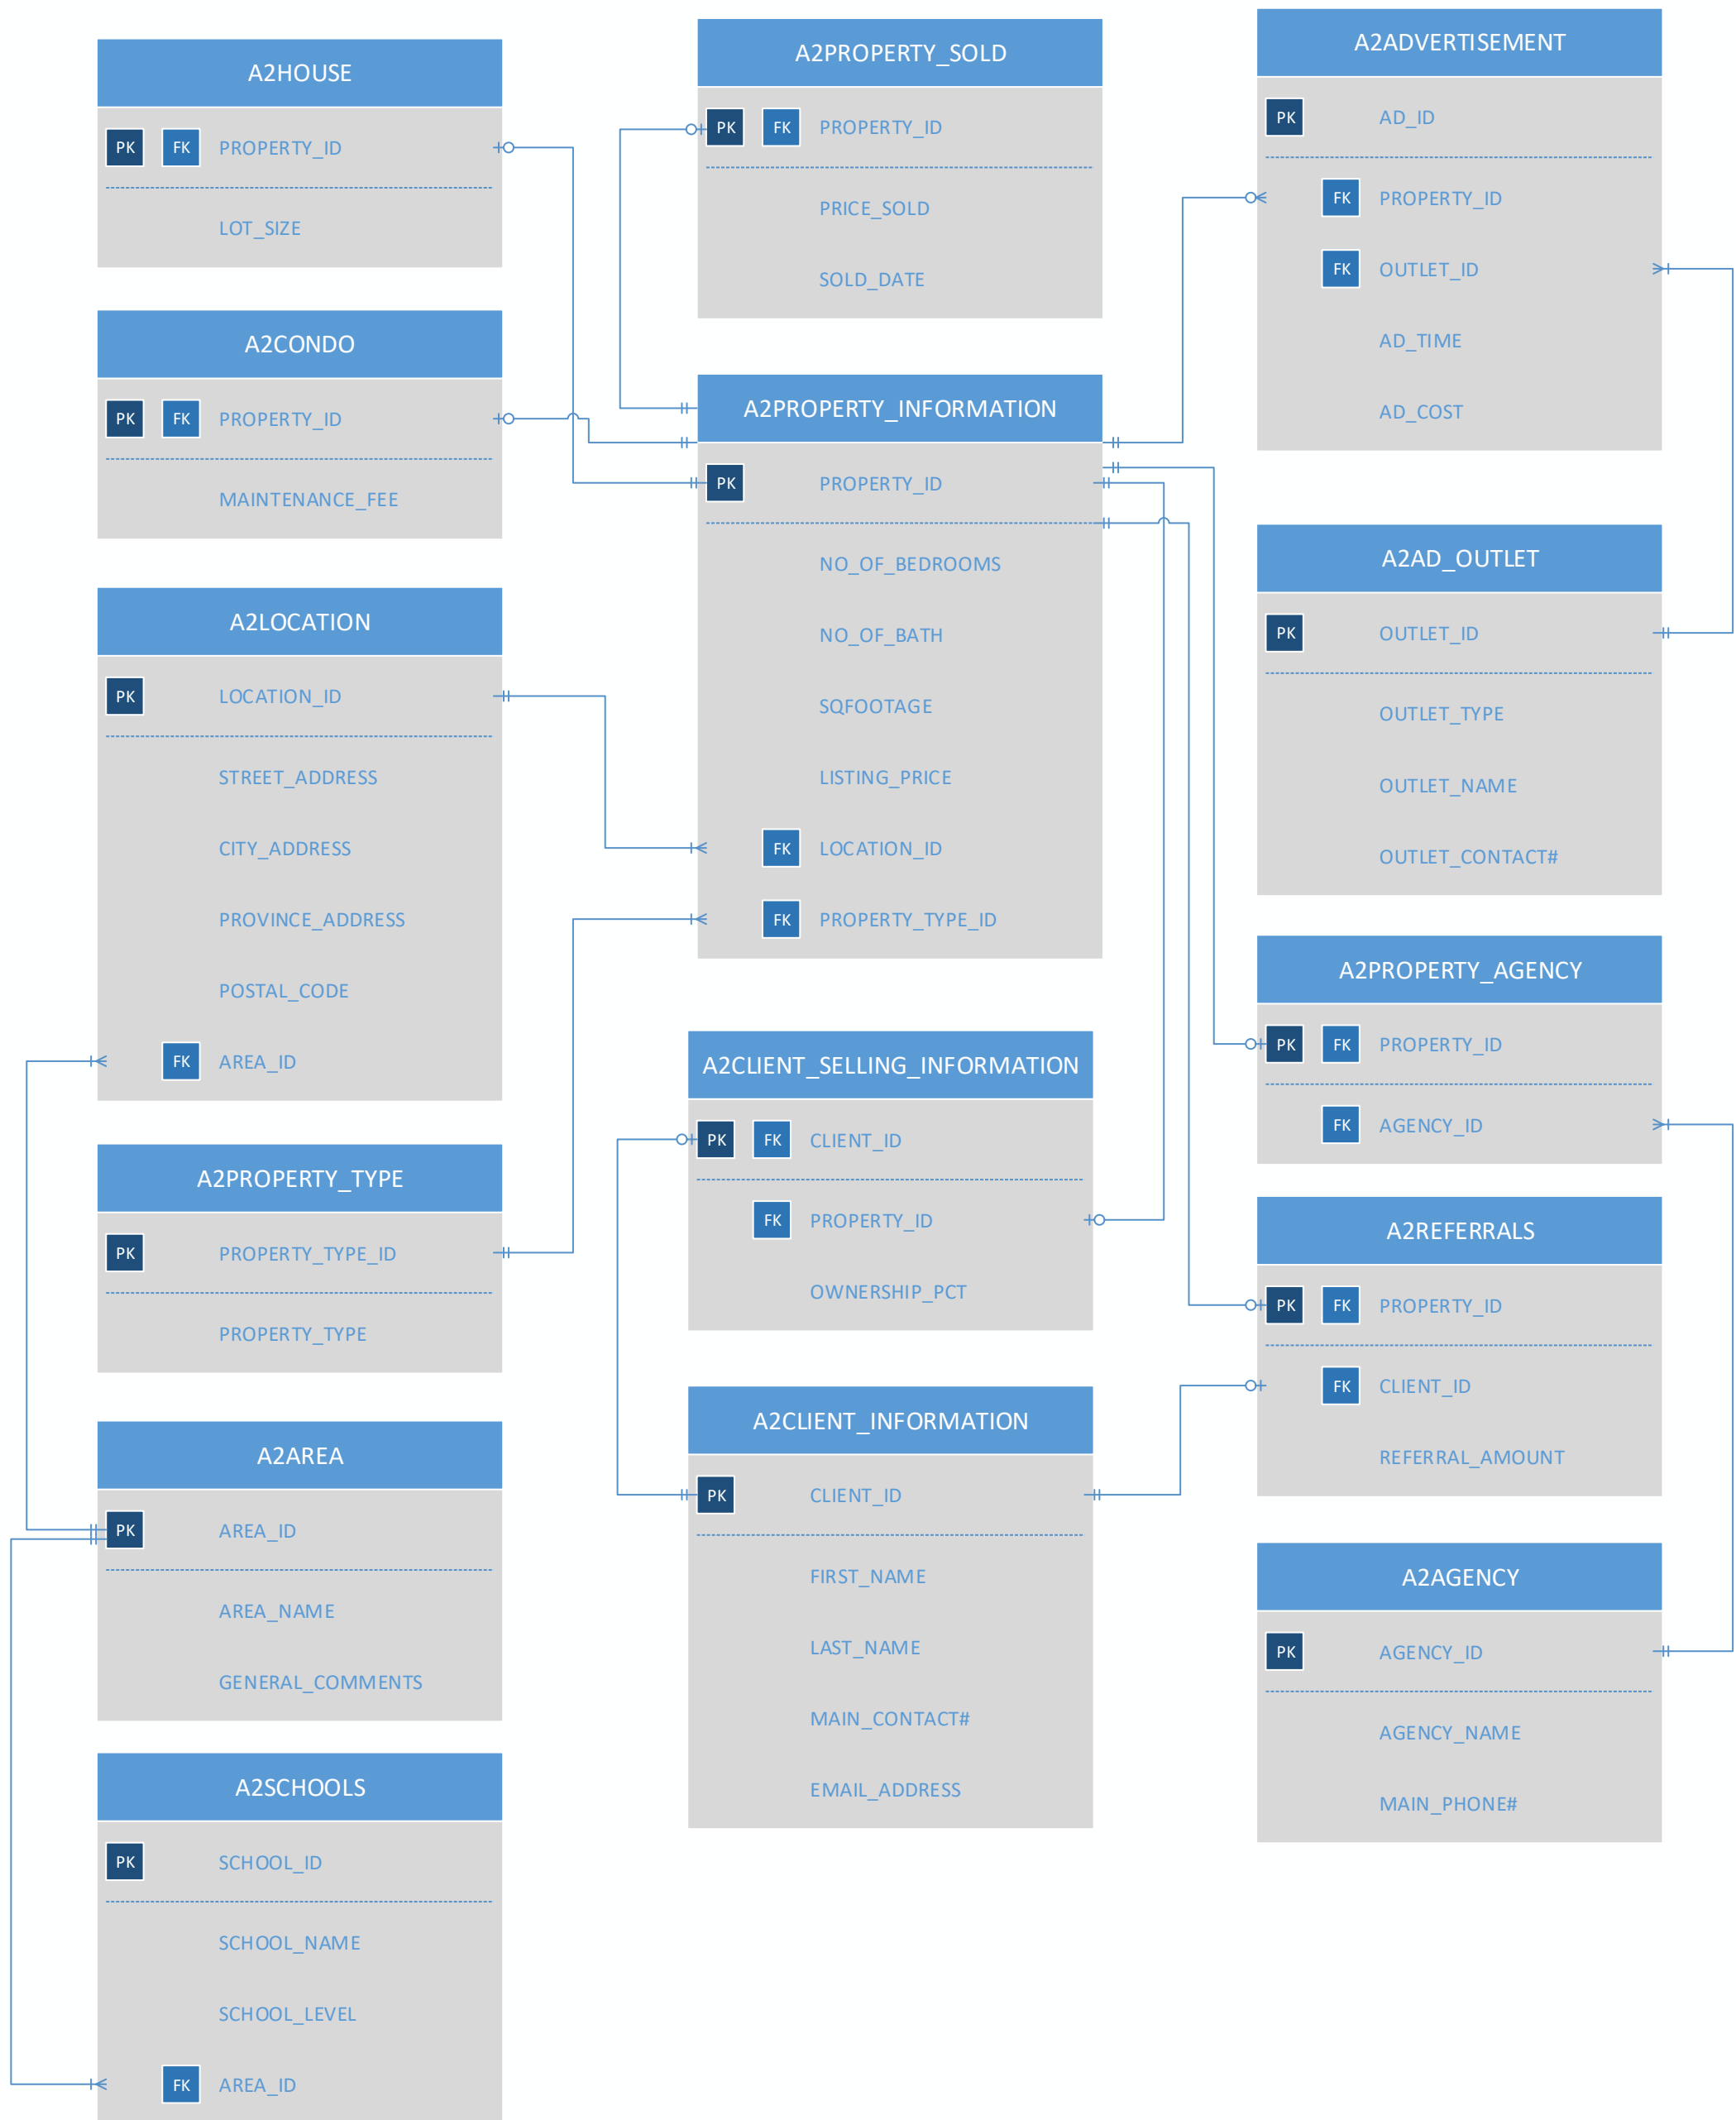 A2HOUSE
PK FK PROPERTY_ID
LOT_SIZE
A2CONDO
PK FK PROPERTY_ID
MAINTENANCE_FEE
A2LOCATION
PK LOCATION_ID
STREET_ADDRESS
CITY_ADDRESS
PROVINCE_ADDRESS
POSTAL_CODE
FK AREA_ID
A2PROPERTY_TYPE
PK PROPERTY_TYPE_ID
PROPERTY_TYPE
A2AREA
PK AREA_ID
AREA_NAME
GENERAL_COMMENTS
A2SCHOOLS
PK SCHOOL_ID
SCHOOL_NAME
SCHOOL_LEVEL
FK AREA_ID
A2PROPERTY_SOLD
PK FK PROPERTY_ID
PRICE_SOLD
SOLD_DATE
A2PROPERTY_INFORMATION
PK PROPERTY_ID
NO_OF_BEDROOMS
NO_OF_BATH
SQFOOTAGE
LISTING_PRICE
FK LOCATION_ID
FK PROPERTY_TYPE_ID
A2CLIENT_SELLING_INFORMATION
PK FK CLIENT_ID
FK PROPERTY_ID
OWNERSHIP_PCT
A2CLIENT_INFORMATION
PK CLIENT_ID
FIRST_NAME
LAST_NAME
MAIN_CONTACT#
EMAIL_ADDRESS
A2ADVERTISEMENT
PK AD_ID
FK PROPERTY_ID
FK OUTLET_ID
AD_TIME
AD_COST
A2AD_OUTLET
PK OUTLET_ID
OUTLET_TYPE
OUTLET_NAME
OUTLET_CONTACT#
A2PROPERTY_AGENCY
PK FK PROPERTY_ID
FK AGENCY_ID
A2REFERRALS
PK FK PROPERTY_ID
FK CLIENT_ID
REFERRAL_AMOUNT
A2AGENCY
PK AGENCY_ID
AGENCY_NAME
MAIN_PHONE#